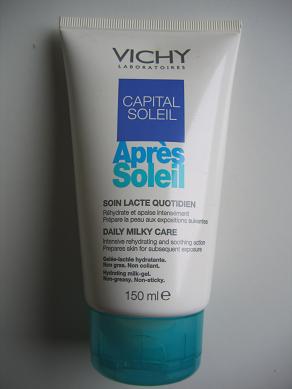 VICHY
LABORATOIRES
CAPITAL
SOLEIL
Après
Soleil
SOIN LACTE QUOTIDIEN
Réhydrate et apaise intensément
Prépare la peau aux expositions suivantes
DAILY MILKY CARE
Intensive rehydrating and soothing action
Prepares skin for subsequent exposure
Gelée-lactée hydratante.
Non gras. Non collant.
Hydrating milk-gel.
Non-greasy. Non-sticky.
150 ml e